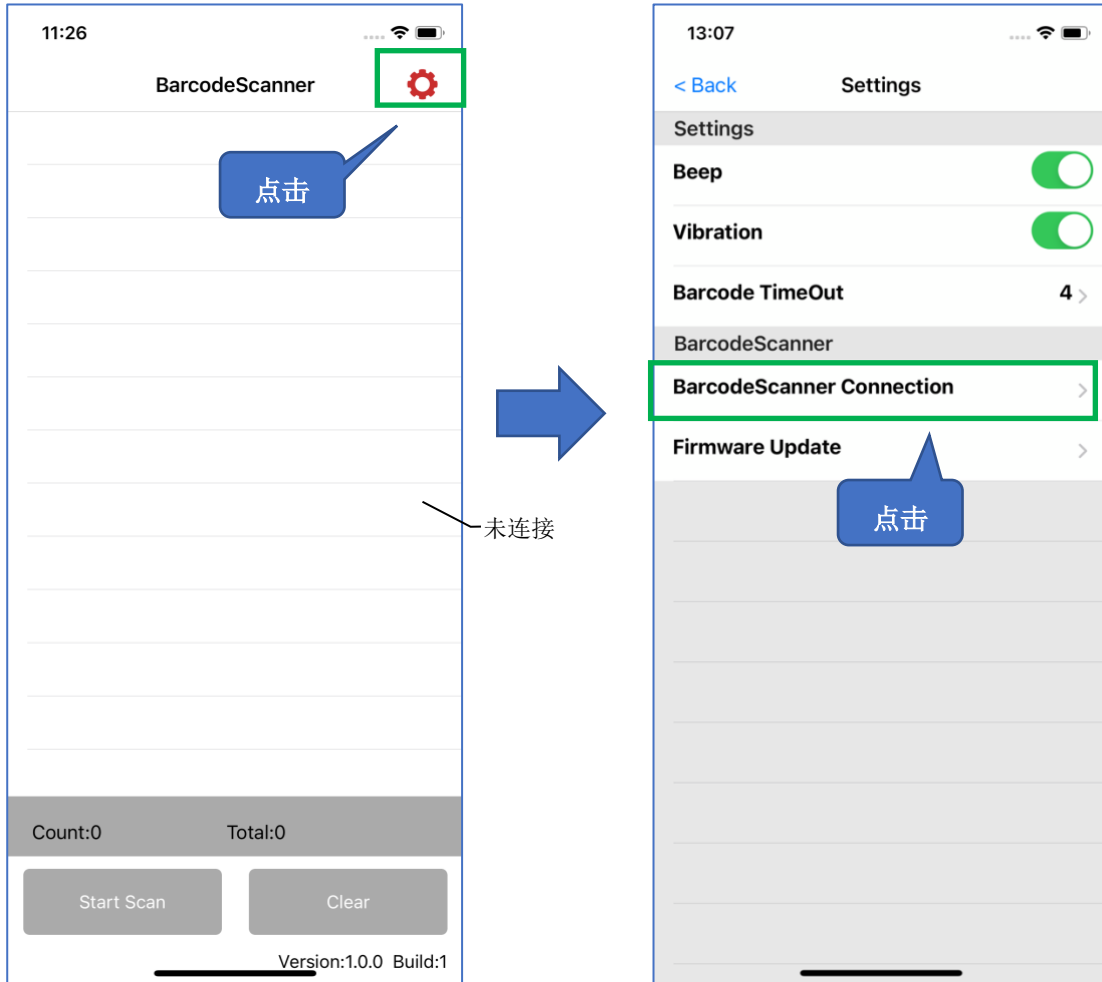 11:26
BarcodeScanner
点击
未连接
Count:0 Total:0
Start Scan Clear
Version:1.0.0 Build:1
13:07
< Back Settings
Settings
Beep
Vibration
Barcode TimeOut 4 >
BarcodeScanner
BarcodeScanner Connection >
Firmware Update >
点击